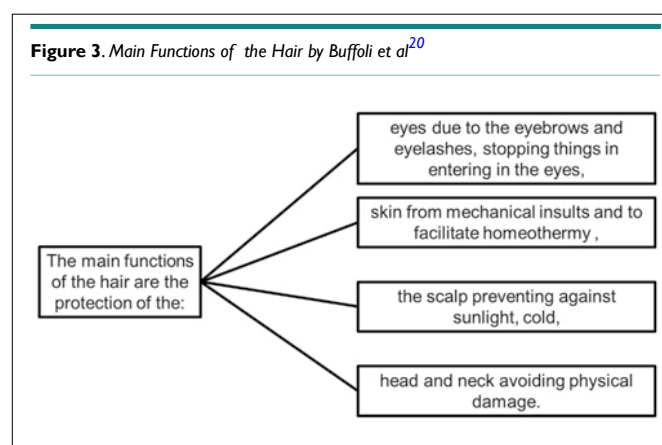 Figure 3. Main Functions of the Hair by Buffoli et al20
eyes due to the eyebrows and
eyelashes, stopping things in
entering in the eyes,
skin from mechanical insults and to
facilitate homeothermy ,
The main functions
of the hair are the
protection of the:
the scalp preventing against
sunlight, cold,
head and neck avoiding physical
damage.